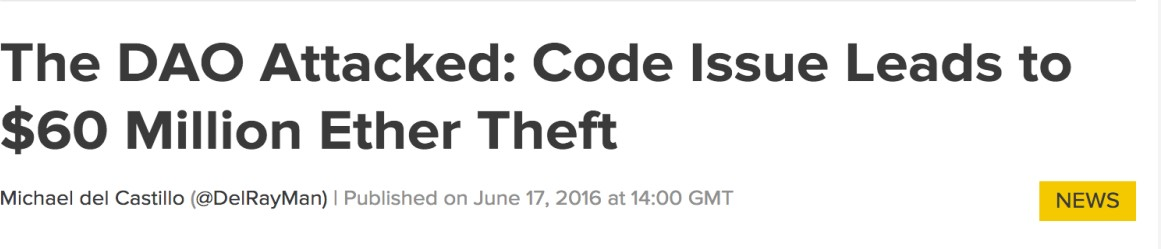 The DAO Attacked: Code Issue Leads to
$60 Million Ether Theft
Michael del Castillo (@DelRayMan) | Published on June 17, 2016 at 14:00 GMT
NEWS